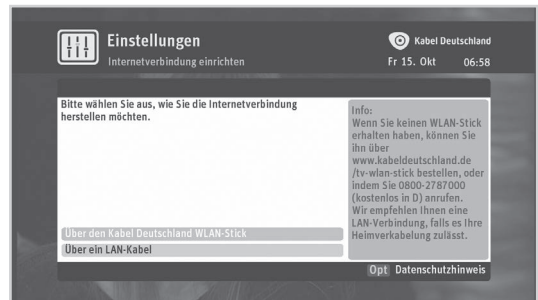 Einstellungen
Internetverbindung einrichten
Kabel Deutschland
Fr 15. Okt 06:58
Bitte wählen Sie aus, wie Sie die Internetverbindung
herstellen möchten.
Über den Kabel Deutschland WLAN-Stick
Über ein LAN-Kabel
Info:
Wenn Sie keinen WLAN-Stick
erhalten haben, können Sie
ihn über
www.kabeldeutschland.de
/tv-wlan-stick bestellen, oder
indem Sie 0800-2787000
(kostenlos in D) anrufen.
Wir empfehlen Ihnen eine
LAN-Verbindung, falls es Ihre
Heimverkabelung zulässt.
Opt Datenschutzhinweis